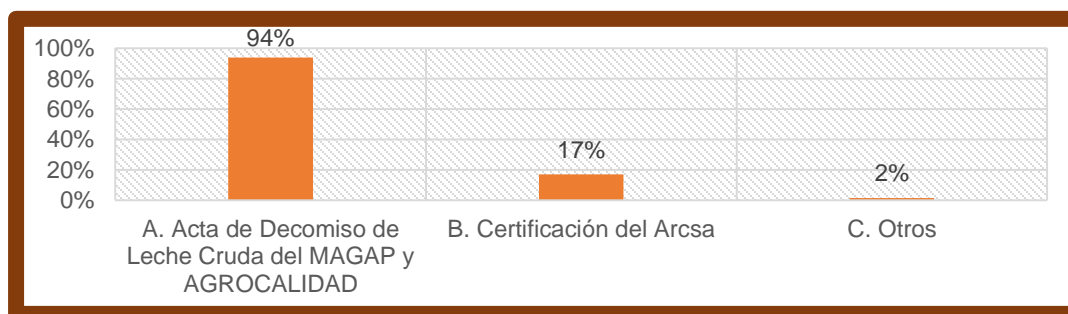 94%
100%
80%
60%
40%
20%
0%
17%
2%
A. Acta de Decomiso de
Leche Cruda del MAGAP y
AGROCALIDAD
B. Certificación del Arcsa
C. Otros